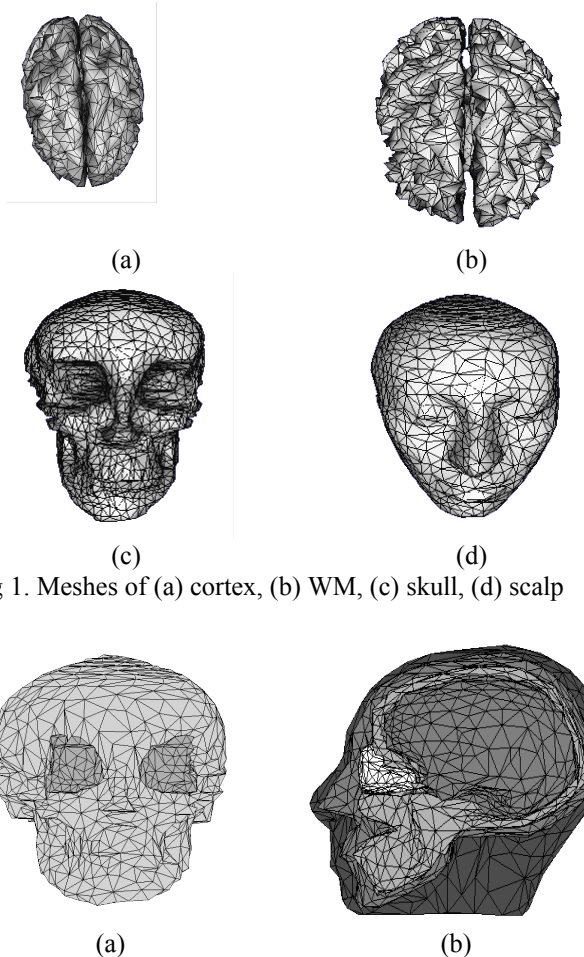 (a) (b)
(c) (d)
g 1. Meshes of (a) cortex, (b) WM, (c) skull, (d) scalp
(a) (b)